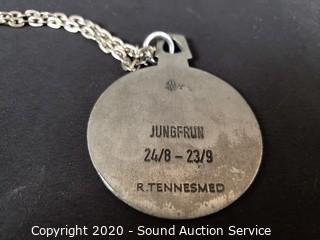 JUNGFRUN
24/8 - 23/9
R.TENNESMED
Copyright 2020 - Sound Auction Service